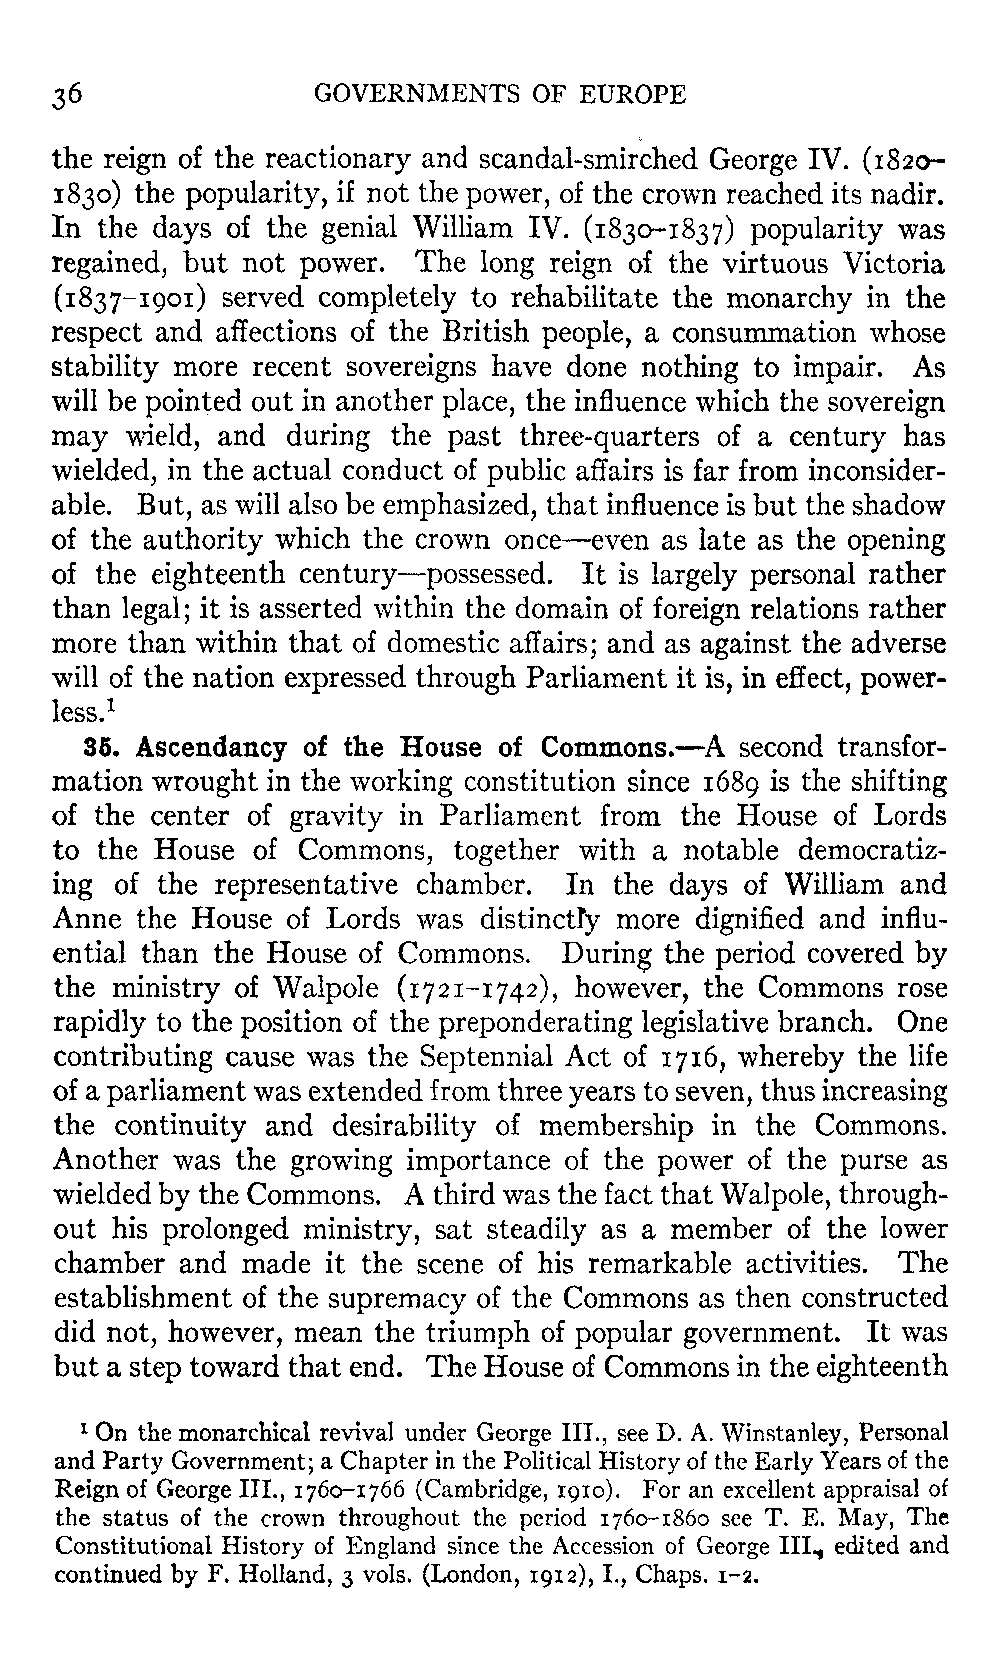 36 GOVERNMENTS OF EUROPE
the reign of the reactionary and scandal-smirched George IV. (1820–
1830) the popularity, if not the power, of the crown reached its nadir.
In the days of the genial William IV. (1830–1837) popularity was
regained, but not power. The long reign of the virtuous Victoria
(1837–1901) served completely to rehabilitate the monarchy in the
respect and affections of the British people, a consummation whose
stability more recent sovereigns have done nothing to impair. As
will be pointed out in another place, the influence which the sovereign
may wield, and during the past three-quarters of a century has
wielded, in the actual conduct of public affairs is far from inconsider-
able. But, as will also be emphasized, that influence is but the shadow
of the authority which the crown once—even as late as the opening
of the eighteenth century—possessed. It is largely personal rather
than legal; it is asserted within the domain of foreign relations rather
more than within that of domestic affairs; and as against the adverse
will of the nation expressed through Parliament it is, in effect, power-
less.¹
35. Ascendancy of the House of Commons.—A second transfor-
mation wrought in the working constitution since 1689 is the shifting
of the center of gravity in Parliament from the House of Lords
to the House of Commons, together with a notable democratiz-
ing of the representative chamber. In the days of William and
Anne the House of Lords was distinctly more dignified and influ-
ential than the House of Commons. During the period covered by
the ministry of Walpole (1721–1742), however, the Commons rose
rapidly to the position of the preponderating legislative branch. One
contributing cause was the Septennial Act of 1716, whereby the life
of a parliament was extended from three years to seven, thus increasing
the continuity and desirability of membership in the Commons.
Another was the growing importance of the power of the purse as
wielded by the Commons. A third was the fact that Walpole, through-
out his prolonged ministry, sat steadily as a member of the lower
chamber and made it the scene of his remarkable activities. The
establishment of the supremacy of the Commons as then constructed
did not, however, mean the triumph of popular government. It was
but a step toward that end. The House of Commons in the eighteenth
¹ On the monarchical revival under George III., see D. A. Winstanley, Personal
and Party Government; a Chapter in the Political History of the Early Years of the
Reign of George III., 1760–1766 (Cambridge, 1910). For an excellent appraisal of
the status of the crown throughout the period 1760–1860 see T. E. May, The
Constitutional History of England since the Accession of George III., edited and
continued by F. Holland, 3 vols. (London, 1912), I., Chaps. 1–2.